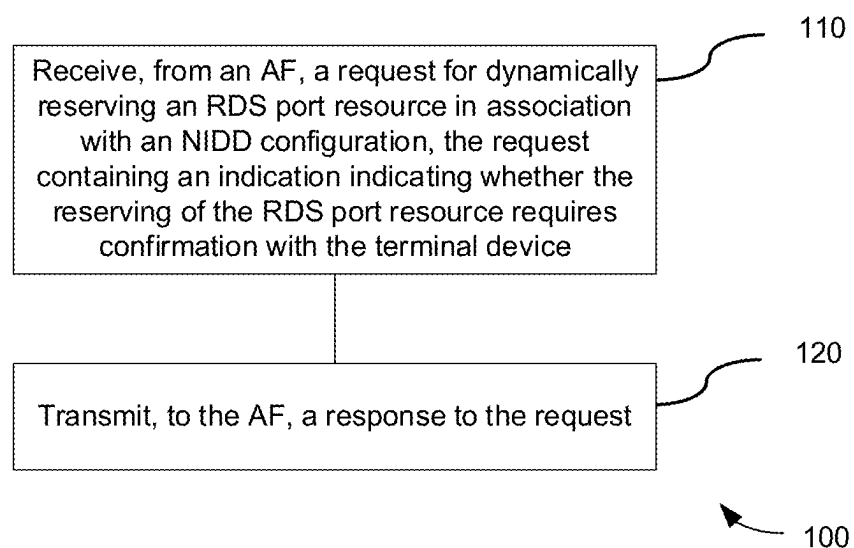 110
Receive, from an AF, a request for dynamically
reserving an RDS port resource in association
with an NIDD configuration, the request
containing an indication indicating whether the
reserving of the RDS port resource requires
confirmation with the terminal device
120
Transmit, to the AF, a response to the request
100